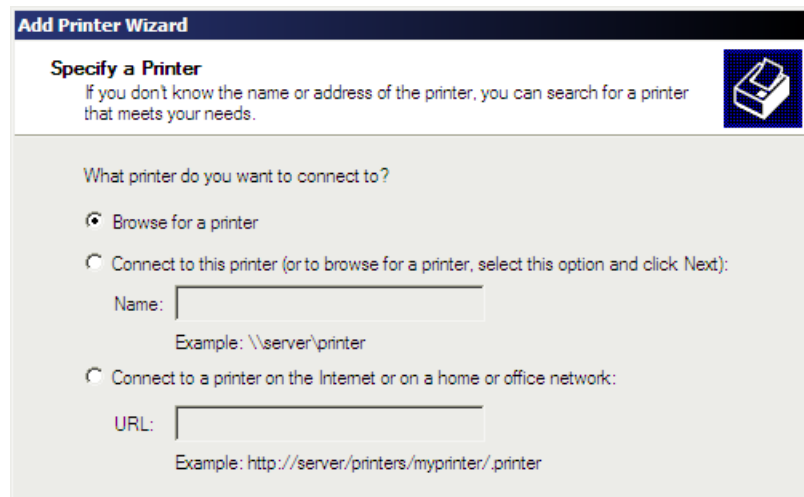 Add Printer Wizard
Specify a Printer
If you don't know the name or address of the printer, you can search for a printer
that meets your needs.
What printer do you want to connect to?
Browse for a printer
Connect to this printer (or to browse for a printer, select this option and click Next):
Name:
Example: \\server\printer
Connect to a printer on the Internet or on a home or office network:
URL:
Example: http://server/printers/myprinter/.printer